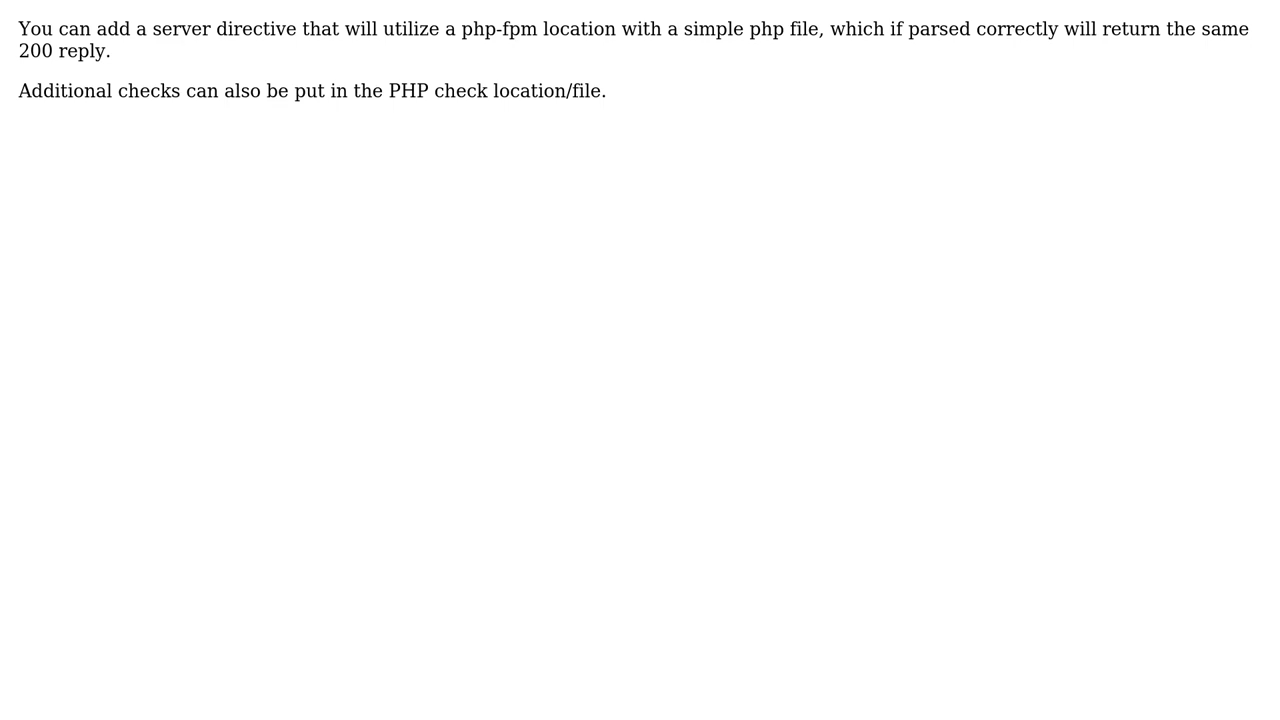 You can add a server directive that will utilize a php-fpm location with a simple php file, which if parsed correctly will return the same
200 reply.
Additional checks can also be put in the PHP check location/file.